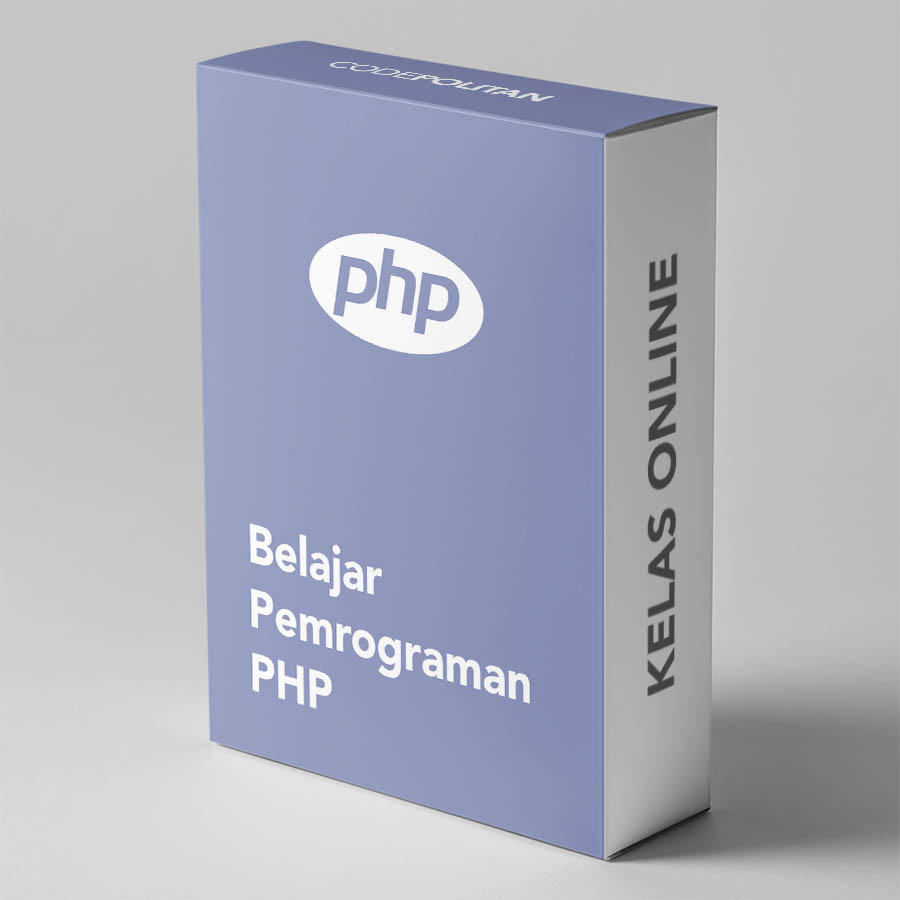 CODEPOLITAN
php
Belajar
Pemrograman
PHP
KELAS ONLINE